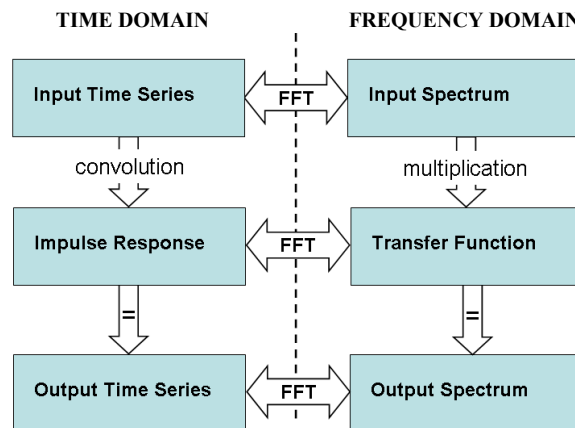 TIME DOMAIN
FREQUENCY DOMAIN
Input Time Series
FFT
Input Spectrum
convolution
multiplication
Impulse Response
FFT
Transfer Function
=
=
Output Time Series
FFT
Output Spectrum